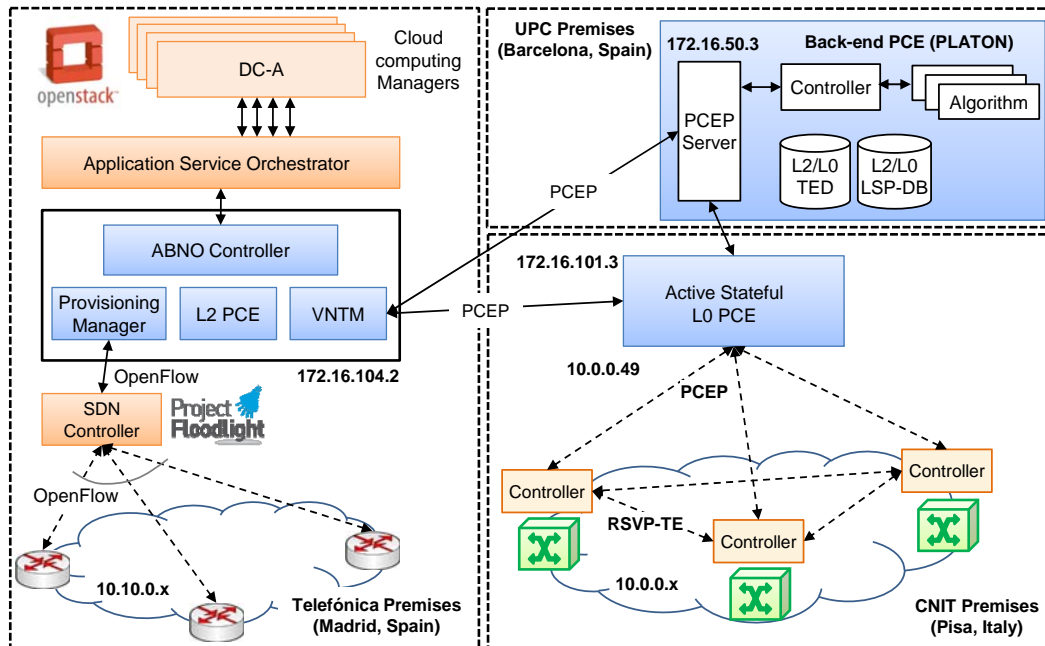 openstack™
DC-A
Cloud
computing
Managers
Application Service Orchestrator
ABNO Controller
Provisioning
Manager
L2 PCE
VNTM
OpenFlow
172.16.104.2
SDN
Controller
Project
Floodlight
OpenFlow
10.10.0.x
Telefónica Premises
(Madrid, Spain)
PCEP
PCEP
UPC Premises
(Barcelona, Spain)
172.16.50.3
Back-end PCE (PLATON)
PCEP
Server
Controller
Algorithm
L2/L0
TED
L2/L0
LSP-DB
172.16.101.3
Active Stateful
L0 PCE
10.0.0.49
PCEP
Controller
Controller
RSVP-TE
Controller
10.0.0.x
CNIT Premises
(Pisa, Italy)